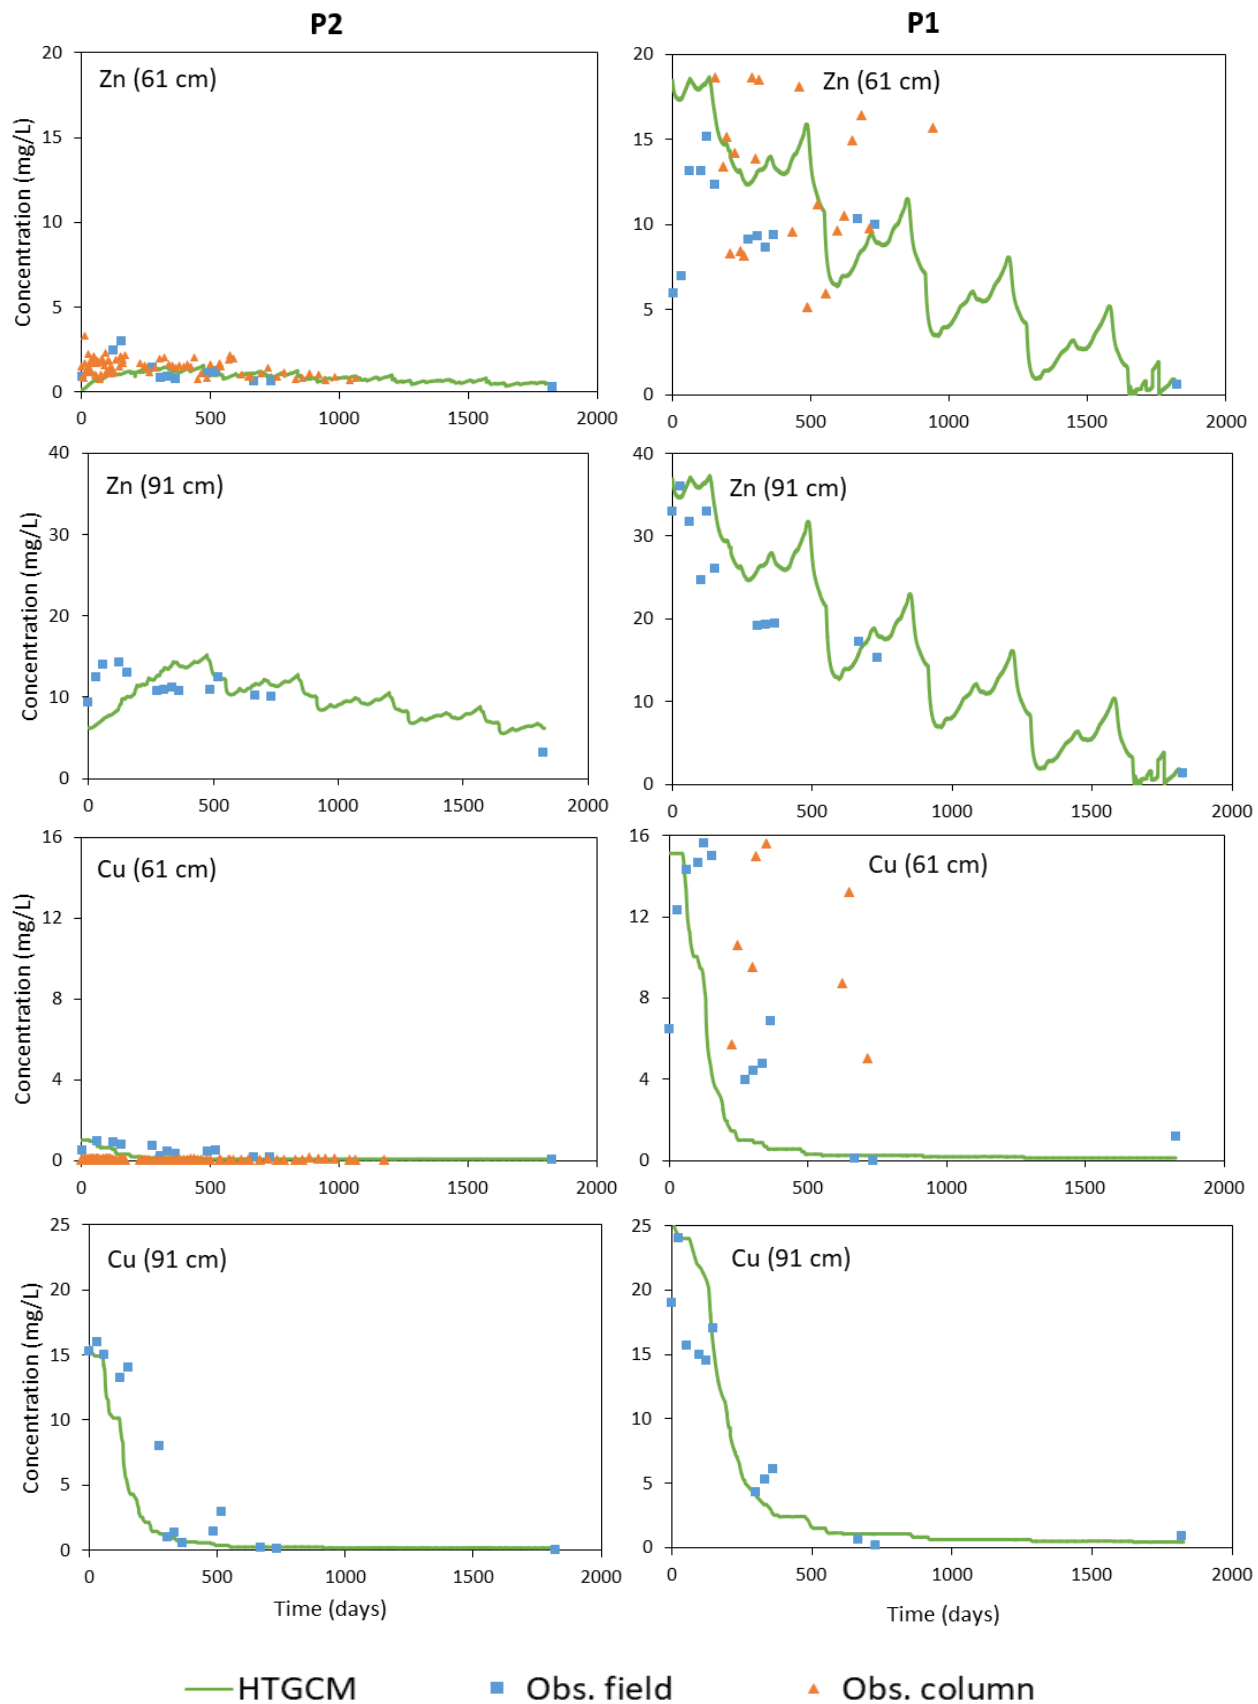 P2
P1
Zn (61 cm)
Concentration (mg/L)
20
15
10
5
0
0 500 1000 1500 2000
Zn (61 cm)
20
15
10
5
0
0 500 1000 1500 2000
Zn (91 cm)
Concentration (mg/L)
40
30
20
10
0
0 500 1000 1500 2000
Zn (91 cm)
40
30
20
10
0
0 500 1000 1500 2000
Cu (61 cm)
Concentration (mg/L)
16
12
8
4
0
0 500 1000 1500 2000
Cu (61 cm)
16
12
8
4
0
0 500 1000 1500 2000
Cu (91 cm)
Concentration (mg/L)
25
20
15
10
5
0
0 500 1000 1500 2000
Time (days)
Cu (91 cm)
25
20
15
10
5
0
0 500 1000 1500 2000
Time (days)
HTGCM Obs. field Obs. column